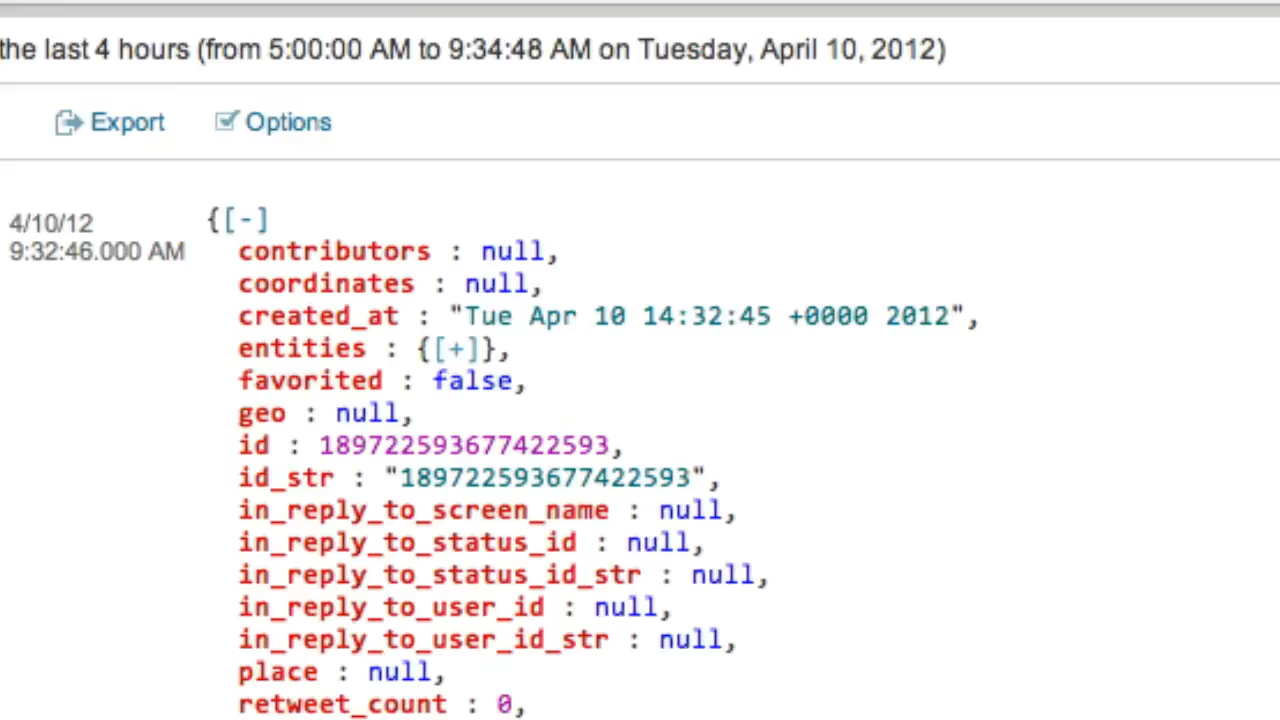 the last 4 hours (from 5:00:00 AM to 9:34:48 AM on Tuesday, April 10, 2012)
Export Options
4/10/12
9:32:46.000 AM
{[-]
contributors : null,
coordinates : null,
created_at : "Tue Apr 10 14:32:45 +0000 2012",
entities : {[+]},
favorited : false,
geo : null,
id : 189722593677422593,
id_str : "189722593677422593",
in_reply_to_screen_name : null,
in_reply_to_status_id : null,
in_reply_to_status_id_str : null,
in_reply_to_user_id : null,
in_reply_to_user_id_str : null,
place : null,
retweet_count : 0,